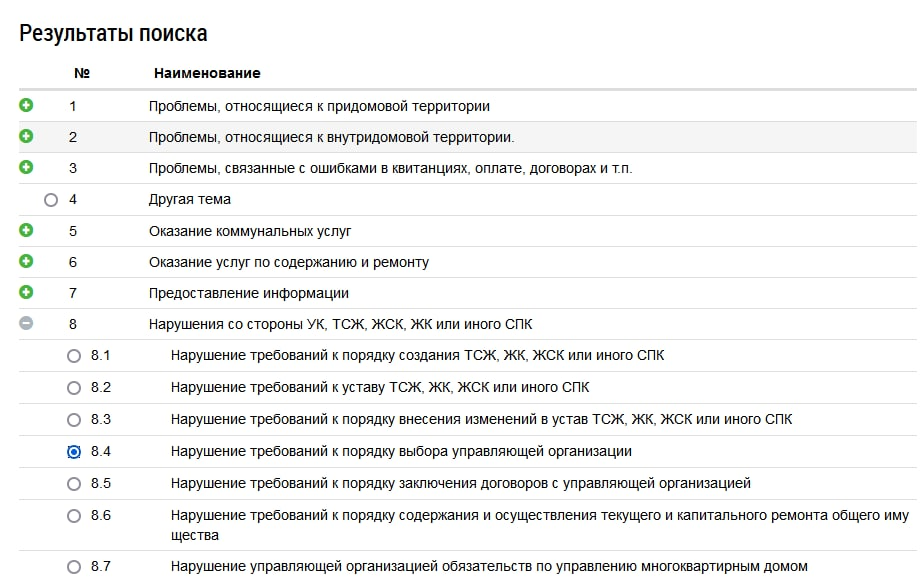 Результаты поиска
№ Наименование
1 Проблемы, относящиеся к придомовой территории
2 Проблемы, относящиеся к внутридомовой территории.
3 Проблемы, связанные с ошибками в квитанциях, оплате, договорах и т.п.
4 Другая тема
5 Оказание коммунальных услуг
6 Оказание услуг по содержанию и ремонту
7 Предоставление информации
8 Нарушения со стороны УК, ТСЖ, ЖСК, ЖК или иного СПК
8.1 Нарушение требований к порядку создания ТСЖ, ЖК, ЖСК или иного СПК
8.2 Нарушение требований к уставу ТСЖ, ЖК, ЖСК или иного СПК
8.3 Нарушение требований к порядку внесения изменений в устав ТСЖ, ЖК, ЖСК или иного СПК
8.4 Нарушение требований к порядку выбора управляющей организации
8.5 Нарушение требований к порядку заключения договоров с управляющей организацией
8.6 Нарушение требований к порядку содержания и осуществления текущего и капитального ремонта общего иму
щества
8.7 Нарушение управляющей организацией обязательств по управлению многоквартирным домом